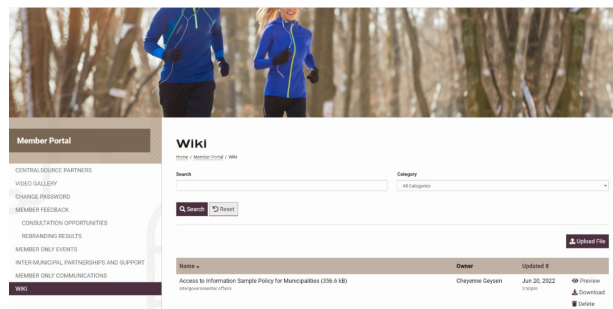 Member Portal
CENTRALSOURCE PARTNERS
VIDEO GALLERY
CHANGE PASSWORD
MEMBER FEEDBACK
CONSULTATION OPPORTUNITIES
REBRANDING RESULTS
MEMBER ONLY EVENTS
INTER-MUNICIPAL PARTNERSHIPS AND SUPPORT
MEMBER ONLY COMMUNICATIONS
WIKI
Wiki
Home / Member Portal / Wiki
Search Category
All Categories
Search Reset
Upload File
Name Owner Updated
Access to Information Sample Policy for Municipalities (356.6 kB) Cheyenne Geysen Jun 20, 2022 Preview
Intergovernmental Affairs Download
Delete